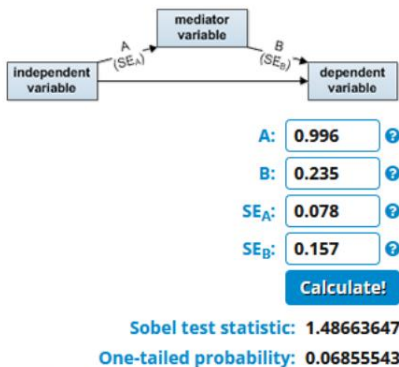 mediator
variable
A
(SEA)
B
(SEB)
independent
variable
dependent
variable
A: 0.996 ?
B: 0.235 ?
SEA: 0.078 ?
SEB: 0.157 ?
Calculate!
Sobel test statistic: 1.48663647
One-tailed probability: 0.06855543